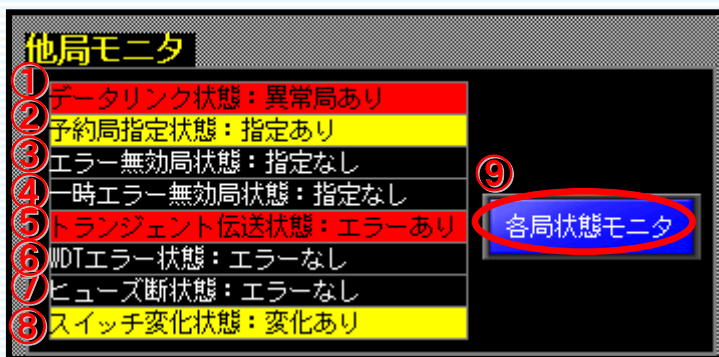 他局モニタ
①データリンク状態：異常局あり
②予約局指定状態：指定あり
③エラー無効局状態：指定なし
④一時エラー無効局状態：指定なし
⑤トランジェント伝送状態：エラーあり
⑥WDTエラー状態：エラーなし
⑦ヒューズ断状態：エラーなし
⑧スイッチ変化状態：変化あり
⑨
各局状態モニタ